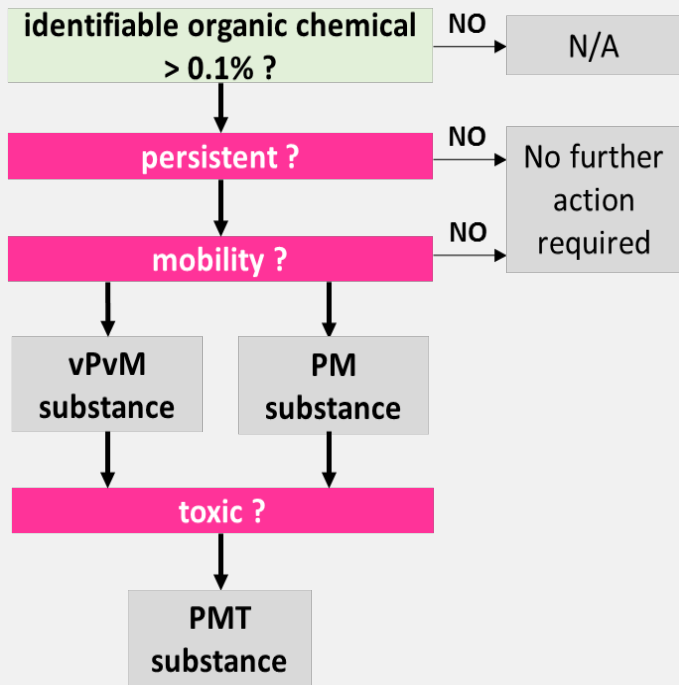 identifiable organic chemical
> 0.1% ?
NO
N/A
persistent ?
NO
No further
action
required
mobility ?
NO
vPvM
substance
PM
substance
toxic ?
PMT
substance